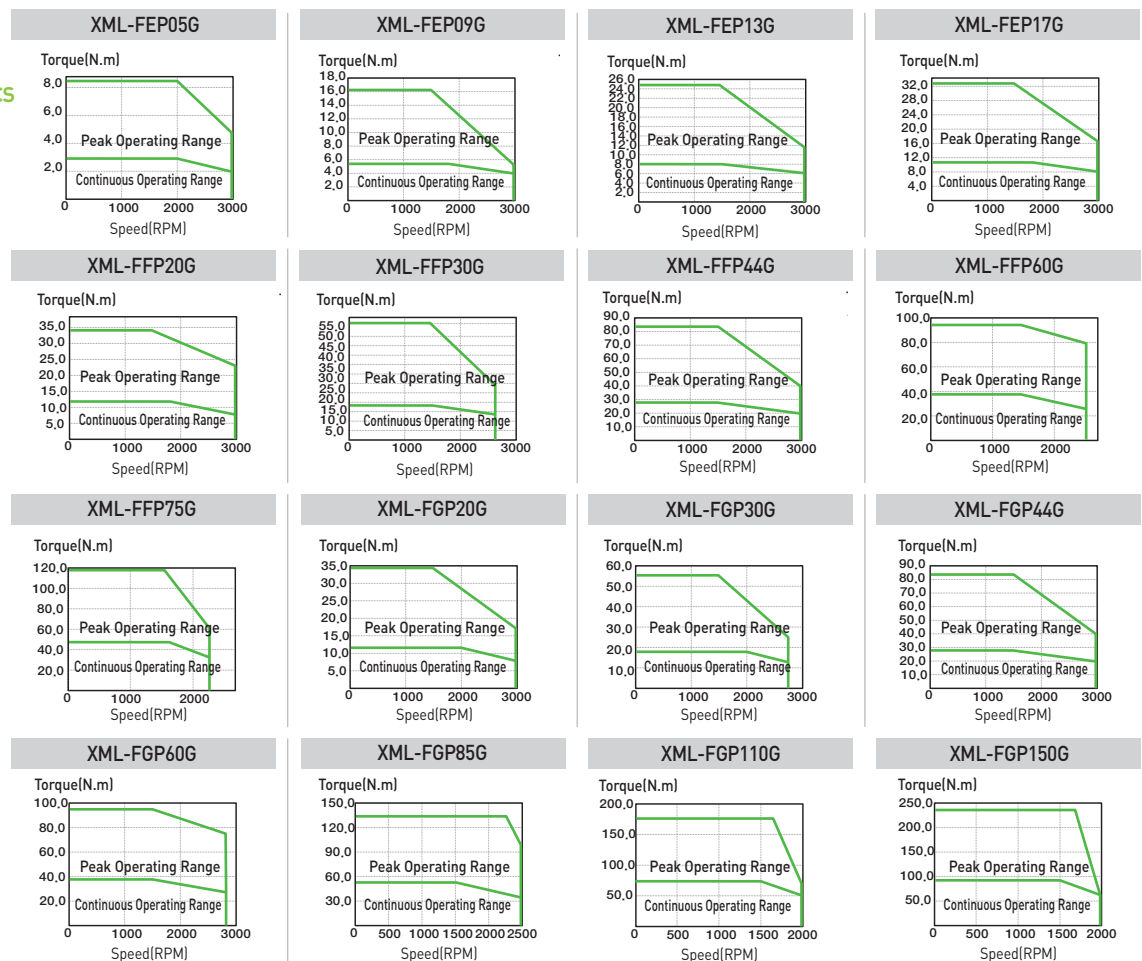 cs
XML-FEP05G
Torque(N.m)
8,0
6,0
4,0
2,0
Peak Operating Range
Continuous Operating Range
0 1000 2000 3000
Speed(RPM)
XML-FEP09G
Torque(N.m)
18,0
16,0
14,0
12,0
10,0
8,0
6,0
4,0
2,0
Peak Operating Range
Continuous Operating Range
0 1000 2000 3000
Speed(RPM)
XML-FEP13G
Torque(N.m)
26,0
24,0
22,0
20,0
18,0
16,0
14,0
12,0
10,0
8,0
6,0
4,0
2,0
Peak Operating Range
Continuous Operating Range
0 1000 2000 3000
Speed(RPM)
XML-FEP17G
Torque(N.m)
32,0
28,0
24,0
20,0
16,0
12,0
8,0
4,0
Peak Operating Range
Continuous Operating Range
0 1000 2000 3000
Speed(RPM)
XML-FFP20G
Torque(N.m)
35,0
30,0
25,0
20,0
15,0
10,0
5,0
Peak Operating Range
Continuous Operating Range
0 1000 2000 3000
Speed(RPM)
XML-FFP30G
Torque(N.m)
55,0
50,0
45,0
40,0
35,0
30,0
25,0
20,0
15,0
10,0
5,0
Peak Operating Range
Continuous Operating Range
0 1000 2000 3000
Speed(RPM)
XML-FFP44G
Torque(N.m)
90,0
80,0
70,0
60,0
50,0
40,0
30,0
20,0
10,0
Peak Operating Range
Continuous Operating Range
0 1000 2000 3000
Speed(RPM)
XML-FFP60G
Torque(N.m)
100,0
80,0
60,0
40,0
20,0
Peak Operating Range
Continuous Operating Range
0 1000 2000
Speed(RPM)
XML-FFP75G
Torque(N.m)
120,0
100,0
80,0
60,0
40,0
20,0
Peak Operating Range
Continuous Operating Range
0 1000 2000
Speed(RPM)
XML-FGP20G
Torque(N.m)
35,0
30,0
25,0
20,0
15,0
10,0
5,0
Peak Operating Range
Continuous Operating Range
0 1000 2000 3000
Speed(RPM)
XML-FGP30G
Torque(N.m)
60,0
50,0
40,0
30,0
20,0
10,0
Peak Operating Range
Continuous Operating Range
0 1000 2000 3000
Speed(RPM)
XML-FGP44G
Torque(N.m)
90,0
80,0
70,0
60,0
50,0
40,0
30,0
20,0
10,0
Peak Operating Range
Continuous Operating Range
0 1000 2000 3000
Speed(RPM)
XML-FGP60G
Torque(N.m)
100,0
80,0
60,0
40,0
20,0
Peak Operating Range
Continuous Operating Range
0 1000 2000 3000
Speed(RPM)
XML-FGP85G
Torque(N.m)
150,0
120,0
90,0
60,0
30,0
Peak Operating Range
Continuous Operating Range
0 500 1000 1500 2000 2500
Speed(RPM)
XML-FGP110G
Torque(N.m)
200,0
150,0
100,0
50,0
Peak Operating Range
Continuous Operating Range
0 500 1000 1500 2000
Speed(RPM)
XML-FGP150G
Torque(N.m)
250,0
200,0
150,0
100,0
50,0
Peak Operating Range
Continuous Operating Range
0 500 1000 1500 2000
Speed(RPM)